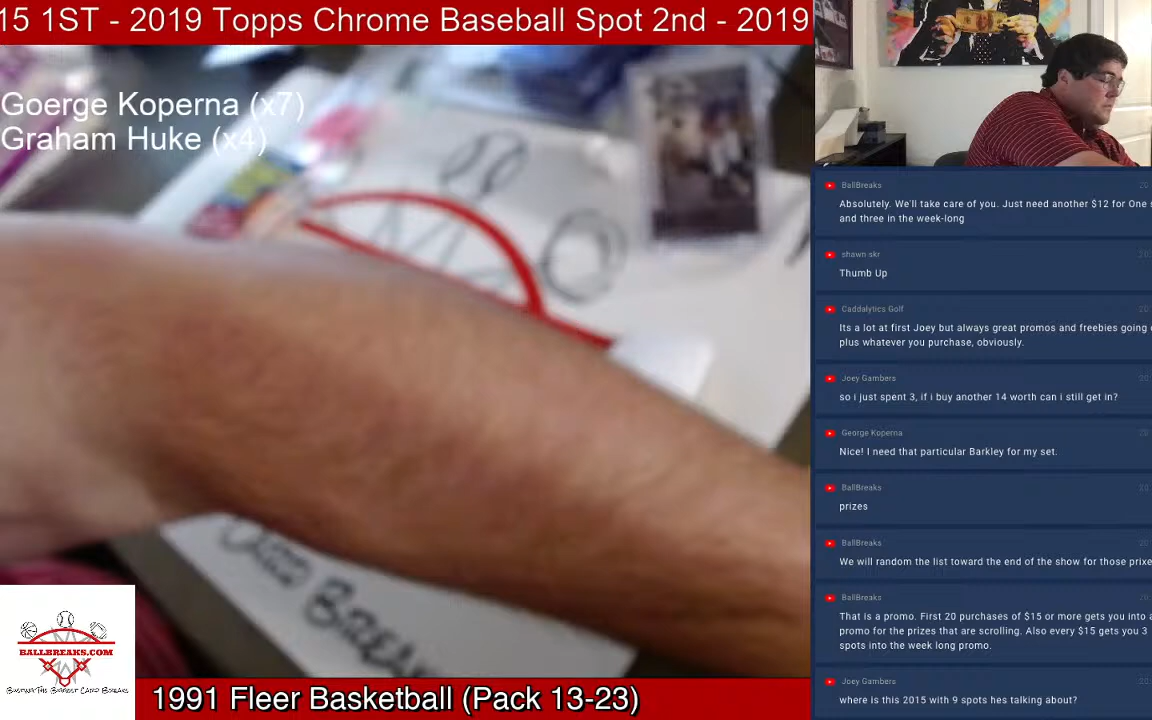 15 1ST - 2019 Topps Chrome Baseball Spot 2nd - 2019
Goerge Koperna (x7)
Graham Huke (x4)
CARD BREAK
BALLBREAKS.COM
1991 Fleer Basketball (Pack 13-23)
BallBreaks
Absolutely. We'll take care of you. Just need another $12 for One
and three in the week-long
shawn skr
Thumb Up
Caddalytics Golf
Its a lot at first Joey but always great promos and freebies going
plus whatever you purchase, obviously.
Joey Gambers
so i just spent 3, if i buy another 14 worth can i still get in?
George Koperna
Nice! I need that particular Barkley for my set.
BallBreaks
prizes
BallBreaks
We will random the list toward the end of the show for those prixe
BallBreaks
That is a promo. First 20 purchases of $15 or more gets you into a
promo for the prizes that are scrolling. Also every $15 gets you 3
spots into the week long promo.
Joey Gambers
where is this 2015 with 9 spots hes talking about?